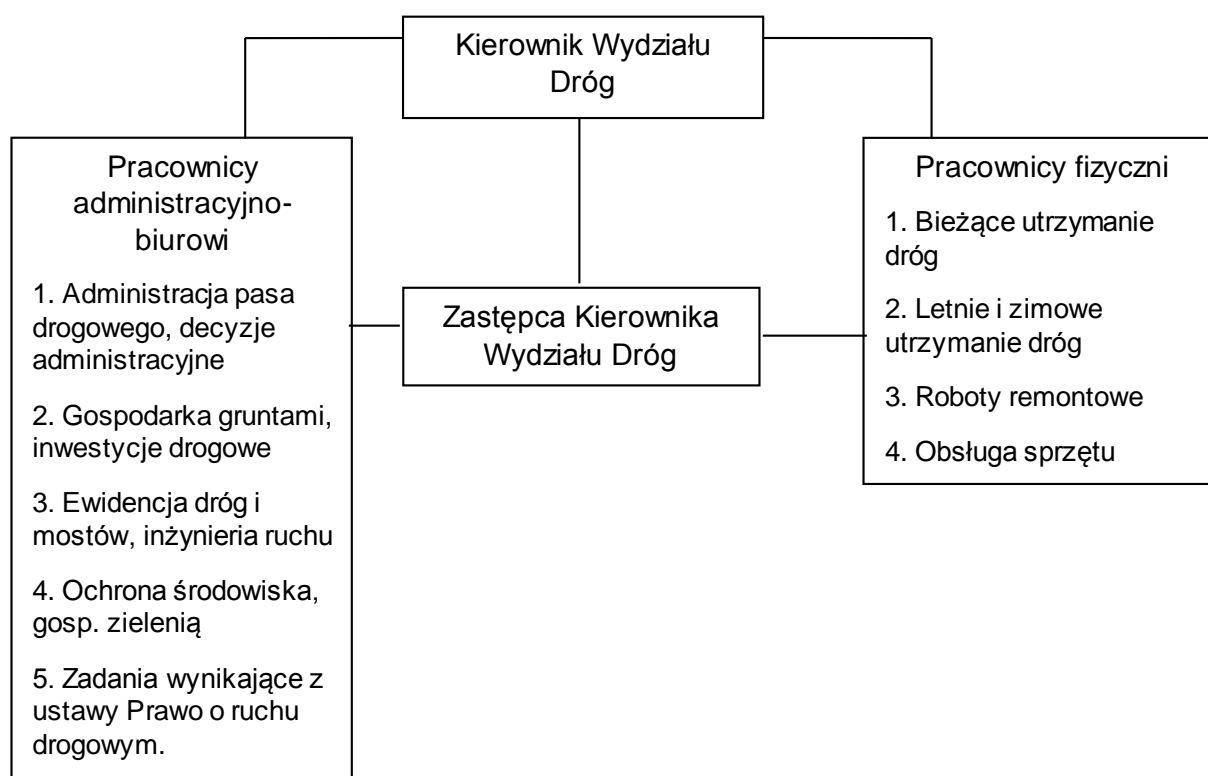 Kierownik Wydziału
Dróg
Pracownicy
administracyjno-
biurowi
1. Administracja pasa
drogowego, decyzje
administracyjne
2. Gospodarka gruntami,
inwestycje drogowe
3. Ewidencja dróg i
mostów, inżynieria ruchu
4. Ochrona środowiska,
gosp. zielenią
5. Zadania wynikające z
ustawy Prawo o ruchu
drogowym.
Zastępca Kierownika
Wydziału Dróg
Pracownicy fizyczni
1. Bieżące utrzymanie
dróg
2. Letnie i zimowe
utrzymanie dróg
3. Roboty remontowe
4. Obsługa sprzętu